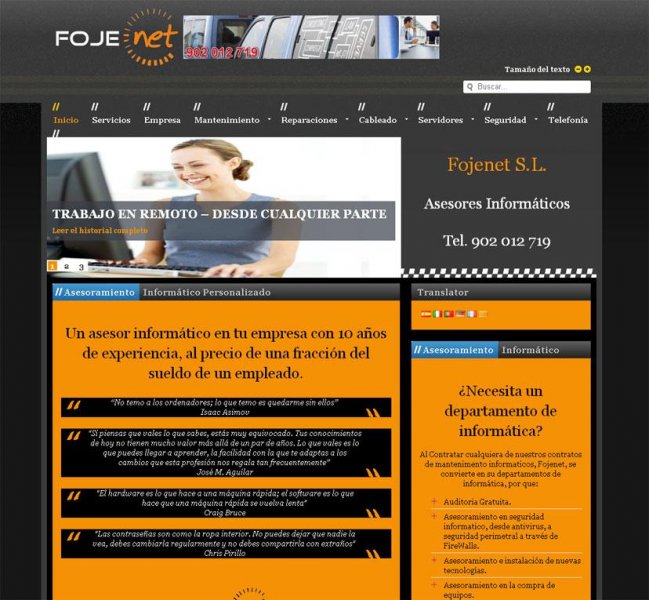 FOJE net
902 012 719
Tamaño del texto
Buscar...
Inicio
Servicios
Empresa
Mantenimiento
Reparaciones
Cableado
Servidores
Seguridad
Telefonía
TRABAJO EN REMOTO – DESDE CUALQUIER PARTE
Leer el historial completo
1 2 3
Fojenet S.L.
Asesores Informáticos
Tel. 902 012 719
Asesoramiento Informático Personalizado
Un asesor informático en tu empresa con 10 años
de experiencia, al precio de una fracción del
sueldo de un empleado.
"No temo a los ordenadores; lo que temo es quedarme sin ellos"
Isaac Asimov
"Si piensas que vales lo que sabes, estás muy equivocado. Tus conocimientos
de hoy no tienen mucho valor más allá de un par de años. Lo que vales es lo
que puedes llegar a aprender, la facilidad con la que te adaptas a los
cambios que esta profesión nos regala tan frecuentemente"
José M. Aguilar
"El hardware es lo que hace a una máquina rápida; el software es lo que
hace que una máquina rápida se vuelva lenta"
Craig Bruce
"Las contraseñas son como la ropa interior. No puedes dejar que nadie la
vea, debes cambiarla regularmente y no debes compartirla con extraños"
Chris Pirillo
Translator
Asesoramiento Informático
¿Necesita un
departamento de
informática?
Al Contratar cualquiera de nuestros contratos
de mantenimiento informaticos, Fojenet, se
convierte en su departamentos de
informática, por que:
Auditoría Gratuita.
Asesoramiento en seguridad
informatico, desde antivirus, a
seguridad perimetral a través de
FireWalls.
Asesoramiento e instalación de nuevas
tecnologías.
Asesoramiento en la compra de
equipos.